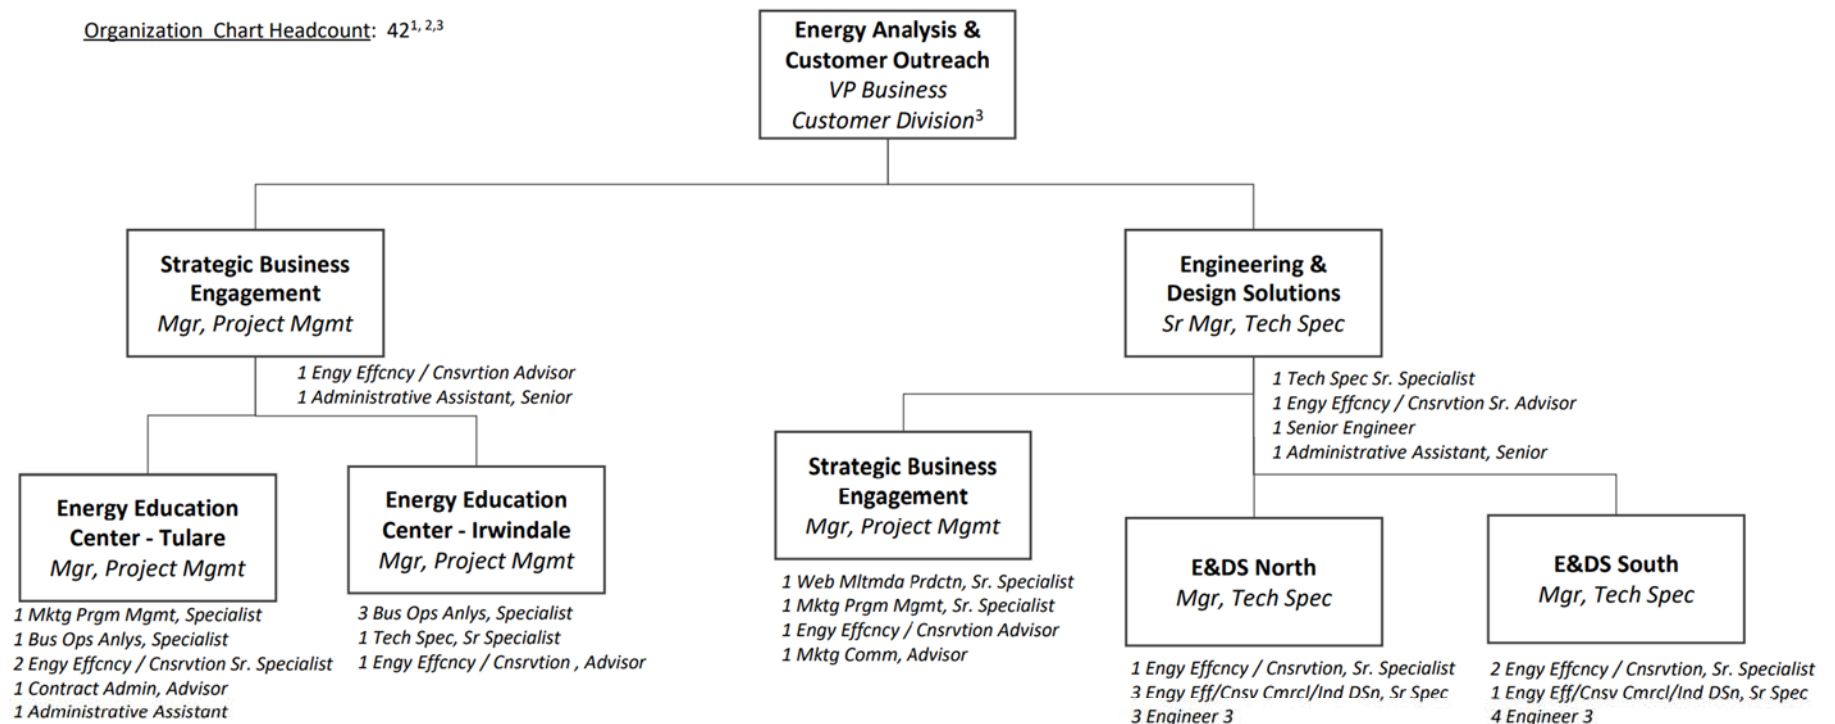 Organization Chart Headcount: 42¹, ²,³
Energy Analysis &
Customer Outreach
VP Business
Customer Division³
Strategic Business
Engagement
Mgr, Project Mgmt
1 Engy Effcncy / Cnsvrtion Advisor
1 Administrative Assistant, Senior
Engineering &
Design Solutions
Sr Mgr, Tech Spec
1 Tech Spec Sr. Specialist
1 Engy Effcncy / Cnsrvtion Sr. Advisor
1 Senior Engineer
1 Administrative Assistant, Senior
Energy Education
Center - Tulare
Mgr, Project Mgmt
1 Mktg Prgm Mgmt, Specialist
1 Bus Ops Anlys, Specialist
2 Engy Effcncy / Cnsrvtion Sr. Specialist
1 Contract Admin, Advisor
1 Administrative Assistant
Energy Education
Center - Irwindale
Mgr, Project Mgmt
3 Bus Ops Anlys, Specialist
1 Tech Spec, Sr Specialist
1 Engy Effcncy / Cnsrvtion , Advisor
Strategic Business
Engagement
Mgr, Project Mgmt
1 Web Mltmda Prdctn, Sr. Specialist
1 Mktg Prgm Mgmt, Sr. Specialist
1 Engy Effcncy / Cnsrvtion Advisor
1 Mktg Comm, Advisor
E&DS North
Mgr, Tech Spec
1 Engy Effcncy / Cnsrvtion, Sr. Specialist
3 Engy Eff/Cnsv Cmrcl/Ind DSn, Sr Spec
3 Engineer 3
E&DS South
Mgr, Tech Spec
2 Engy Effcncy / Cnsrvtion, Sr. Specialist
1 Engy Eff/Cnsv Cmrcl/Ind DSn, Sr Spec
4 Engineer 3